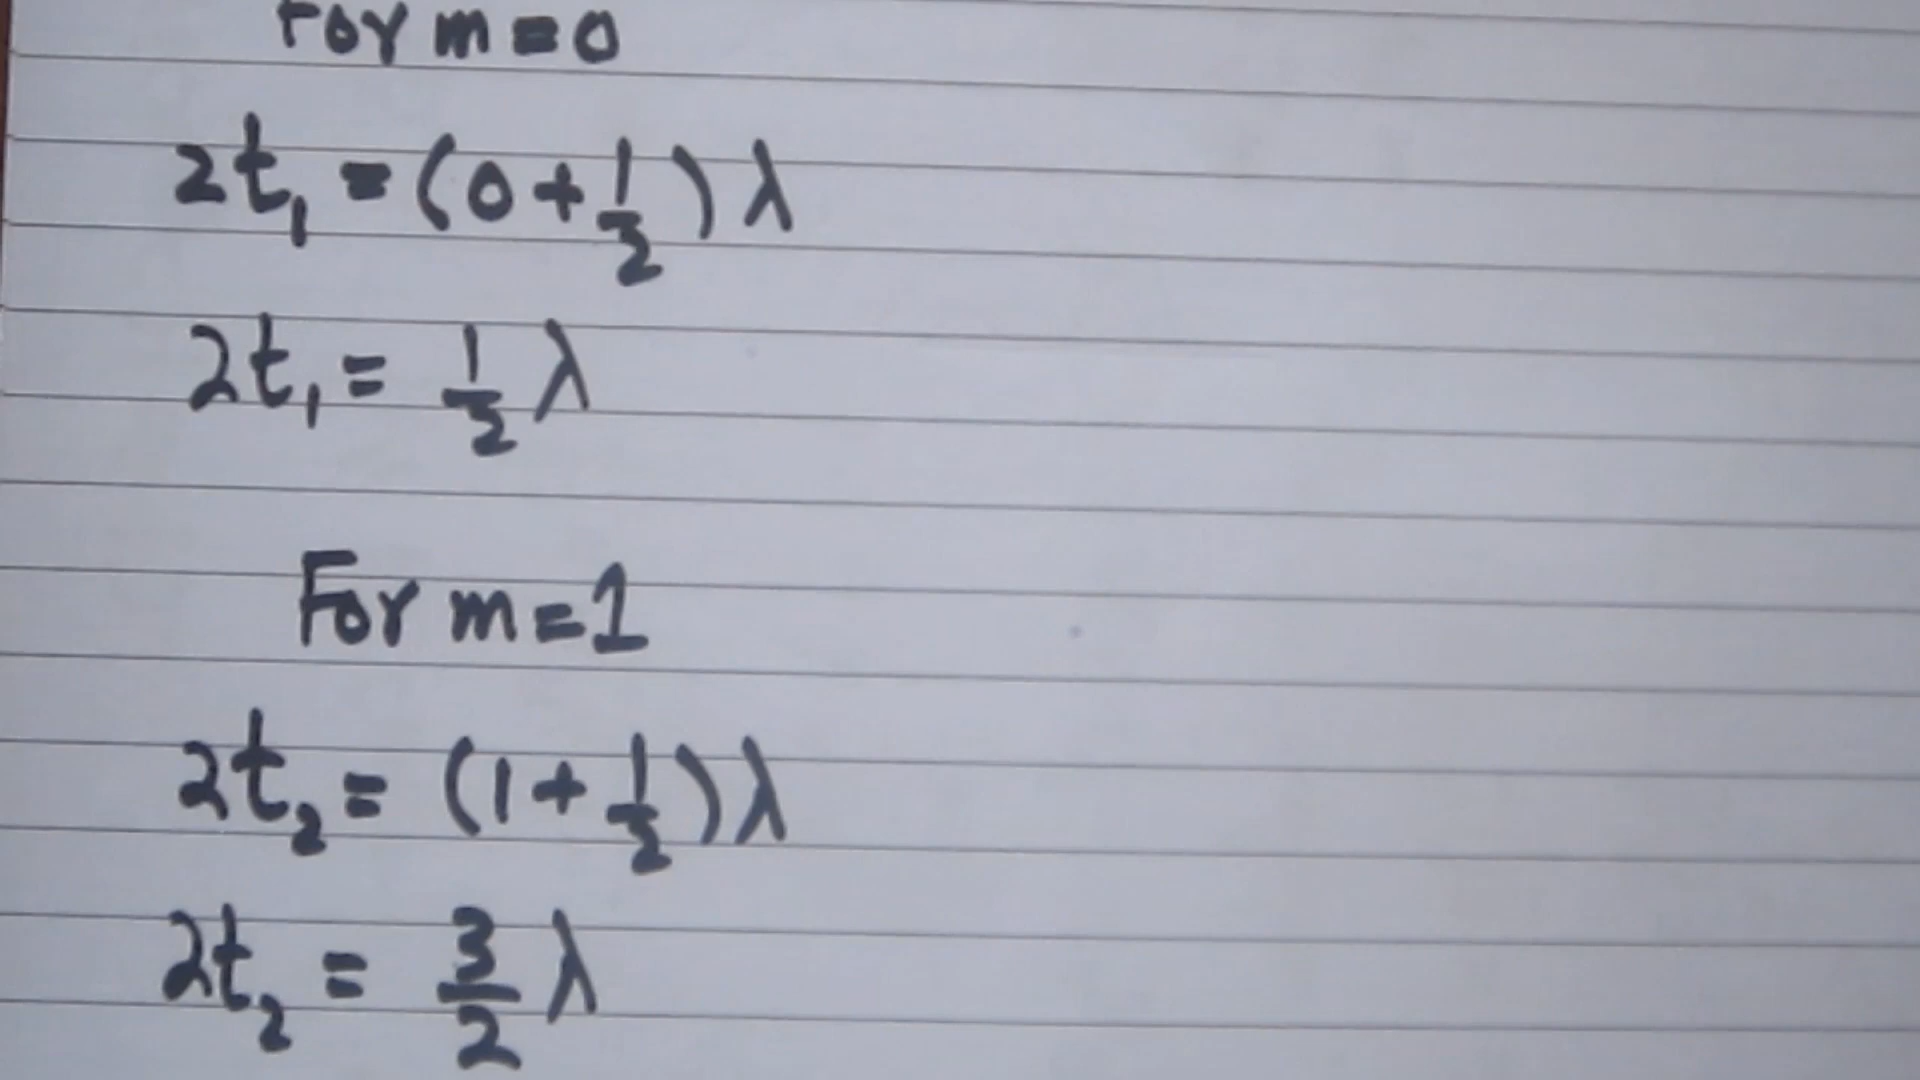 For m = 0
2t₁ = (0 + ½) λ
2t₁ = ½ λ
For m = 1
2t₂ = (1 + ½) λ
2t₂ = 3/2 λ